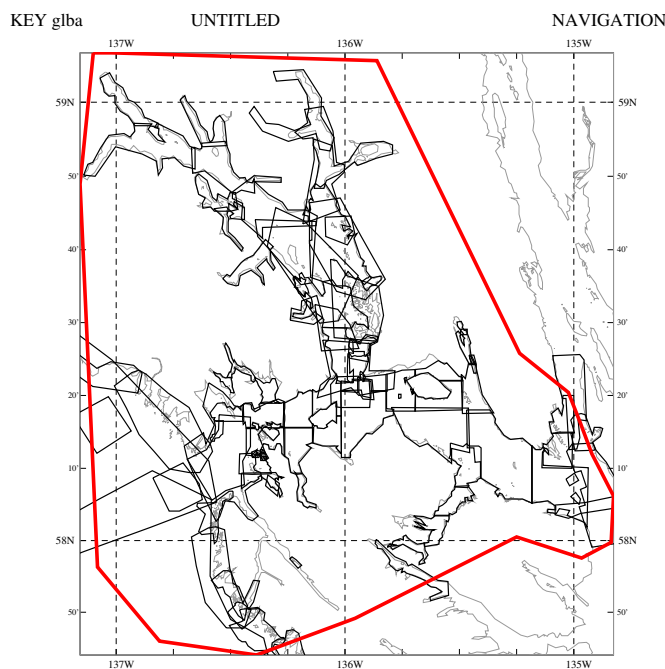 KEY glba UNTITLED NAVIGATION
137W 136W 135W
59N 59N
50' 50'
40' 40'
30' 30'
20' 20'
10' 10'
58N 58N
50' 50'
137W 136W 135W